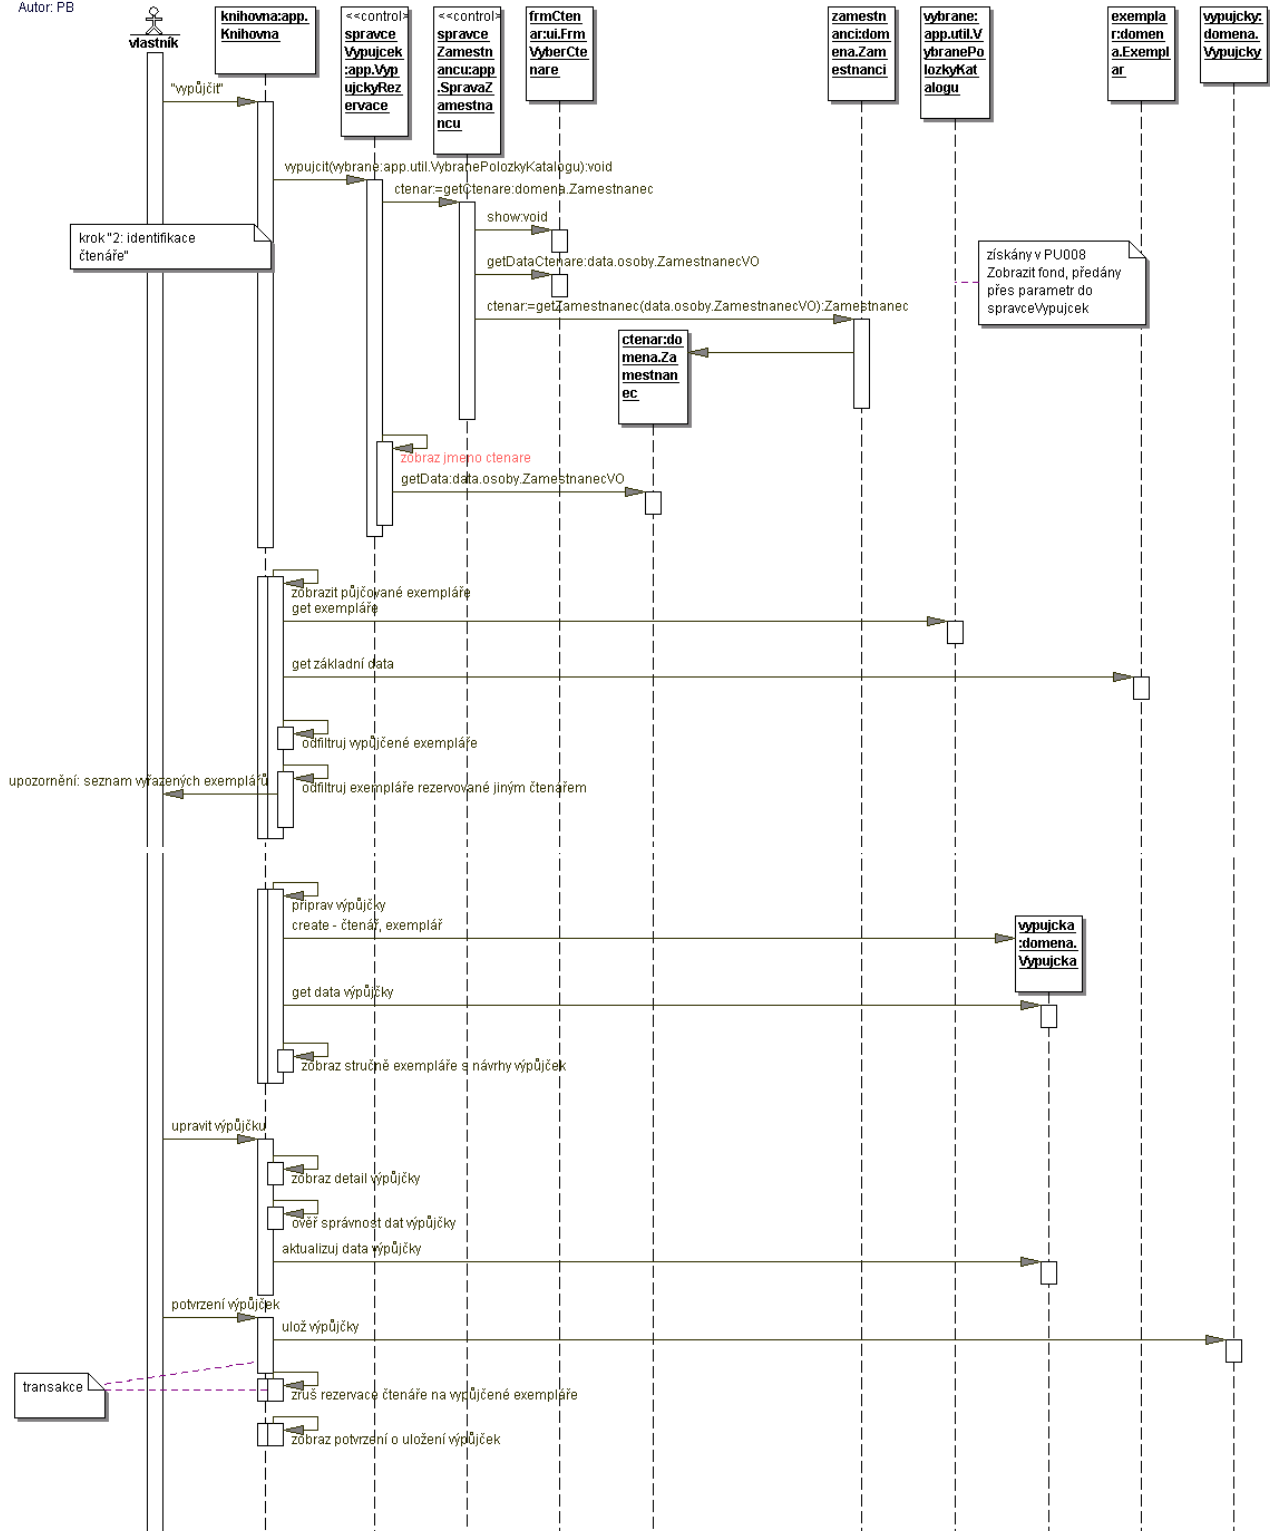 Autor: PB
vlastník
knihovna:app.
Knihovna
<<control>
spravce
Vypujcek
:app.Vyp
ujckyRez
ervace
<<control>
spravce
Zamestn
ancu:app
.SpravaZ
amestna
ncu
frmCten
ar:ui.Frm
VyberCte
nare
zamestn
anci:dom
ena.Zam
estnanci
vybrane:
app.util.V
ybranePo
lozkyKat
alogu
exempla
r:domen
a.Exempl
ar
vypujcky:
domena.
Vypujcky
"vypůjčit"
vypujcit(vybrane:app.util.VybranePolozkyKatalogu):void
ctenar:=getCtenare:domena.Zamestnanec
show:void
krok "2: identifikace
čtenáře"
getDataCtenare:data.osoby.ZamestnanecVO
získány v PU008
Zobrazit fond, předány
přes parametr do
spravceVypujcek
ctenar:=getZamestnanec(data.osoby.ZamestnanecVO):Zamestnanec
ctenar:do
mena.Za
mestnan
ec
zobraz jmeno ctenare
getData:data.osoby.ZamestnanecVO
zobrazit půjčované exempláře
get exempláře
get základní data
odfiltruj vypůjčené exempláře
upozornění: seznam vyřazených exemplářů
odfiltruj exempláře rezervované jiným čtenářem
připrav výpůjčky
create - čtenář, exemplář
vypujcka
:domena.
Vypujcka
get data výpůjčky
zobraz stručně exempláře s návrhy výpůjček
upravit výpůjčku
zobraz detail výpůjčky
ověř správnost dat výpůjčky
aktualizuj data výpůjčky
potvrzení výpůjček
ulož výpůjčky
transakce
zruš rezervace čtenáře na vypůjčené exempláře
zobraz potvrzení o uložení výpůjček